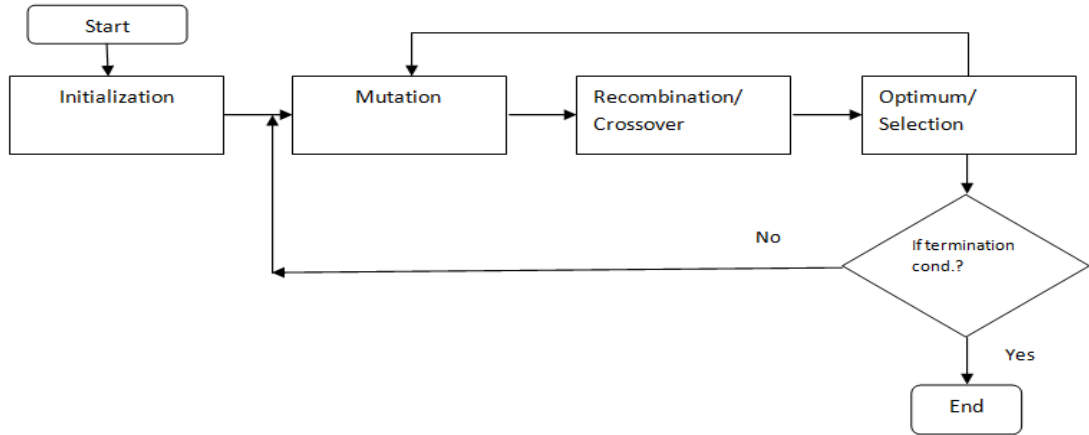 Start
Initialization
Mutation
Recombination/
Crossover
Optimum/
Selection
If termination
cond.?
No
Yes
End